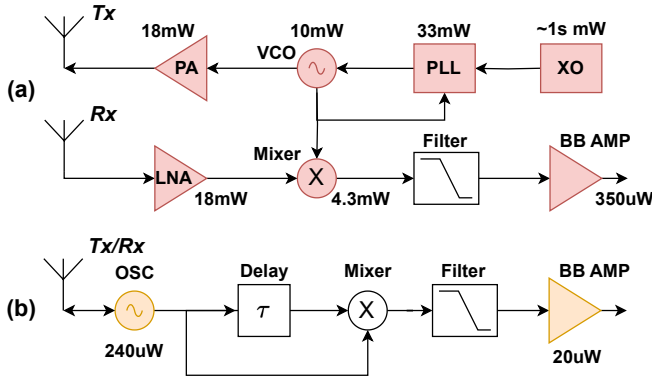 Tx
18mW
10mW
33mW
~1s mW
VCO
PA
PLL
XO
(a)
Rx
Mixer
Filter
BB AMP
LNA
X
18mW
4.3mW
350uW
Tx/Rx
OSC
Delay
Mixer
Filter
BB AMP
(b)
τ
X
240uW
20uW